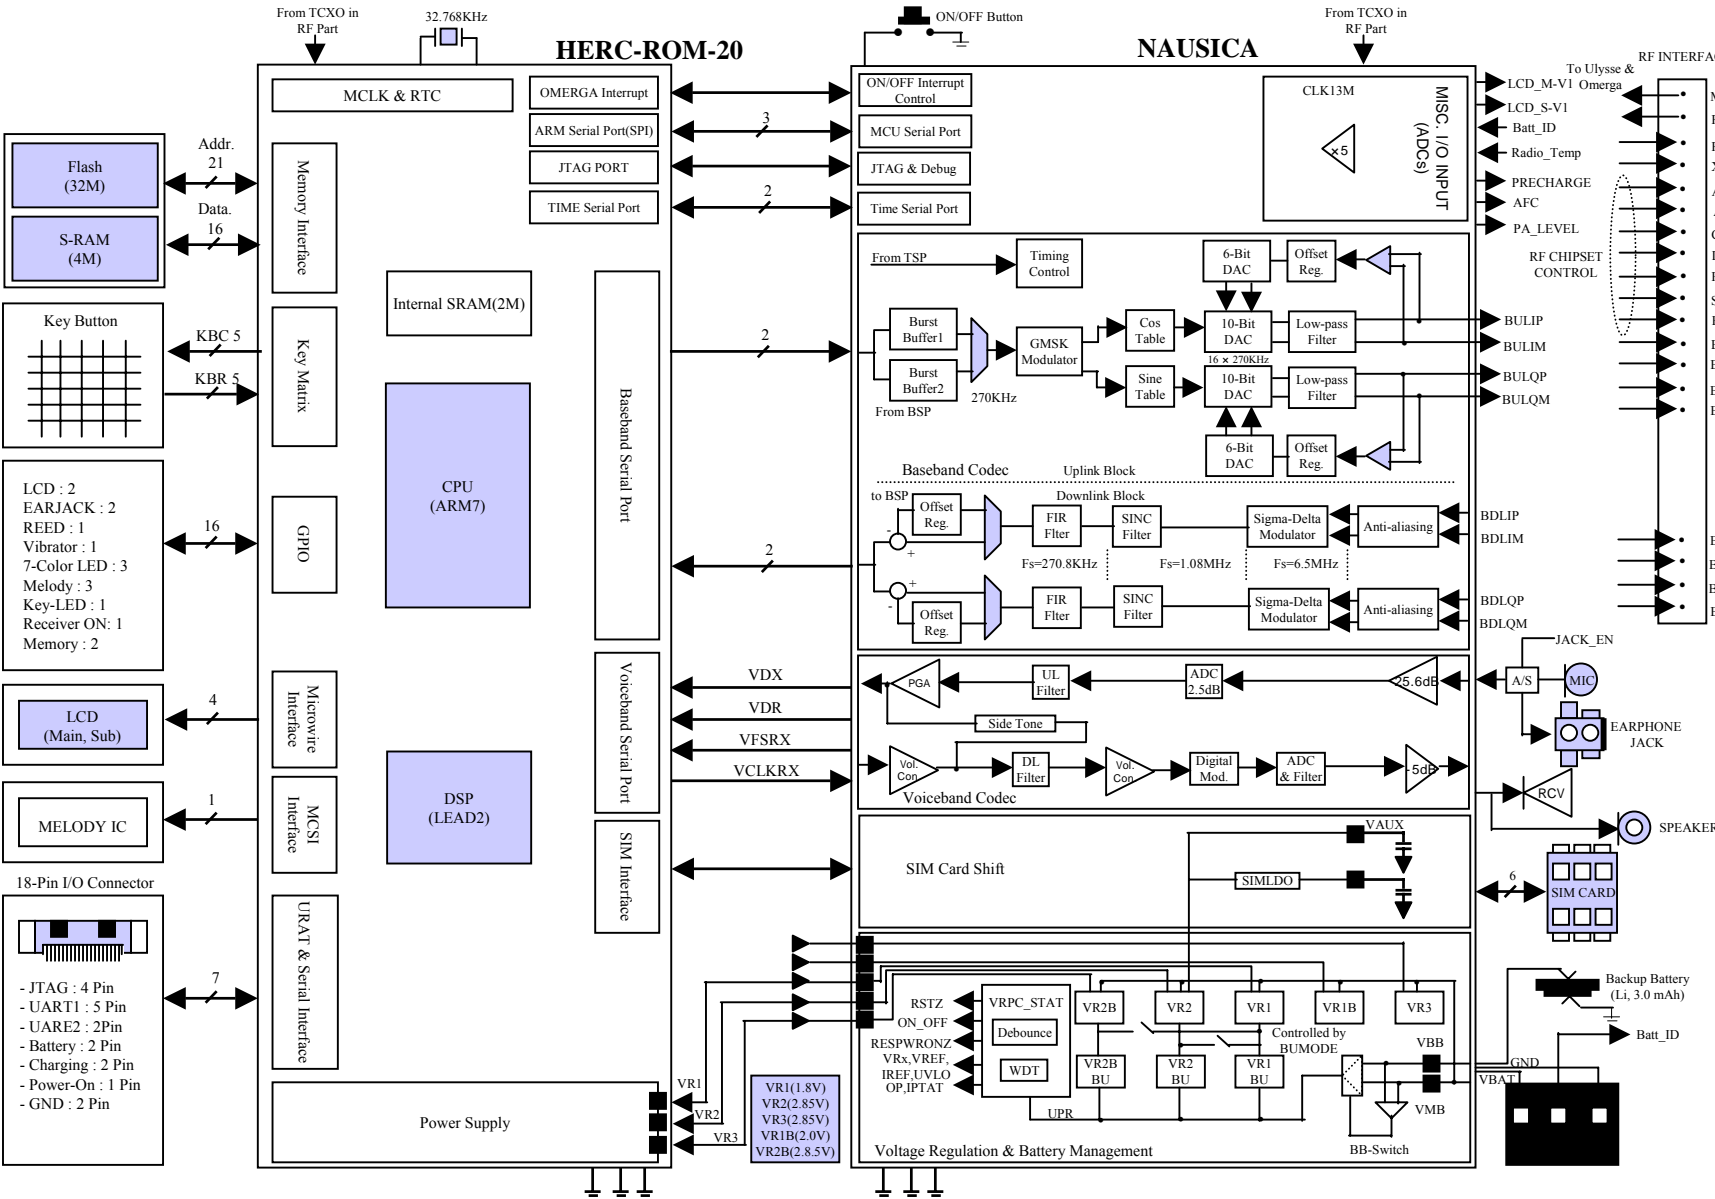 From TCXO in
RF Part
32.768KHz
HERC-ROM-20
ON/OFF Button
NAUSICA
From TCXO in
RF Part
RF INTERFA
To Ulysse &
Omerga
MCLK & RTC
OMERGA Interrupt
ARM Serial Port(SPI)
JTAG PORT
TIME Serial Port
3
2
ON/OFF Interrupt
Control
MCU Serial Port
JTAG & Debug
Time Serial Port
CLK13M
×5
MISC. I/O INPUT
(ADCs)
LCD_M-V1
LCD_S-V1
Batt_ID
Radio_Temp
PRECHARGE
AFC
PA_LEVEL
RF CHIPSET
CONTROL
Flash
(32M)
S-RAM
(4M)
Addr.
21
Data.
16
Memory Interface
Key Button
KBC 5
KBR 5
Key Matrix
Internal SRAM(2M)
CPU
(ARM7)
Baseband Serial Port
2
2
From TSP
Timing
Control
6-Bit
DAC
Offset
Reg.
Burst
Buffer1
Burst
Buffer2
From BSP
270KHz
GMSK
Modulator
Cos
Table
Sine
Table
10-Bit
DAC
16 × 270KHz
10-Bit
DAC
Low-pass
Filter
Low-pass
Filter
6-Bit
DAC
Offset
Reg.
BULIP
BULIM
BULQP
BULQM
Baseband Codec
Uplink Block
to BSP
Downlink Block
Offset
Reg.
-
+
FIR
Flter
SINC
Filter
Sigma-Delta
Modulator
Anti-aliasing
BDLIP
BDLIM
Fs=270.8KHz
Fs=1.08MHz
Fs=6.5MHz
+
-
Offset
Reg.
FIR
Flter
SINC
Filter
Sigma-Delta
Modulator
Anti-aliasing
BDLQP
BDLQM
LCD : 2
EARJACK : 2
REED : 1
Vibrator : 1
7-Color LED : 3
Melody : 3
Key-LED : 1
Receiver ON: 1
Memory : 2
16
GPIO
LCD
(Main, Sub)
4
Microwire
Interface
MELODY IC
1
MCSI
Interface
DSP
(LEAD2)
Voiceband Serial Port
SIM Interface
VDX
VDR
VFSRX
VCLKRX
PGA
UL
Filter
ADC
2.5dB
25.6dB
Side Tone
Vol.
Con.
DL
Filter
Vol.
Con.
Digital
Mod.
ADC
& Filter
-5dB
Voiceband Codec
JACK_EN
A/S
MIC
EARPHONE
JACK
RCV
SPEAKER
SIM Card Shift
VAUX
SIMLDO
6
SIM CARD
18-Pin I/O Connector
- JTAG : 4 Pin
- UART1 : 5 Pin
- UARE2 : 2Pin
- Battery : 2 Pin
- Charging : 2 Pin
- Power-On : 1 Pin
- GND : 2 Pin
7
URAT & Serial Interface
Power Supply
VR1
VR2
VR3
VR1(1.8V)
VR2(2.85V)
VR3(2.85V)
VR1B(2.0V)
VR2B(2.8.5V)
RSTZ
ON_OFF
RESPWRONZ
VRx,VREF,
IREF,UVLO
OP,IPTAT
VRPC_STAT
Debounce
WDT
UPR
VR2B
VR2
VR1
VR1B
VR3
Controlled by
BUMODE
VR2B
BU
VR2
BU
VR1
BU
VBB
VMB
BB-Switch
Voltage Regulation & Battery Management
Backup Battery
(Li, 3.0 mAh)
Batt_ID
GND
VBAT